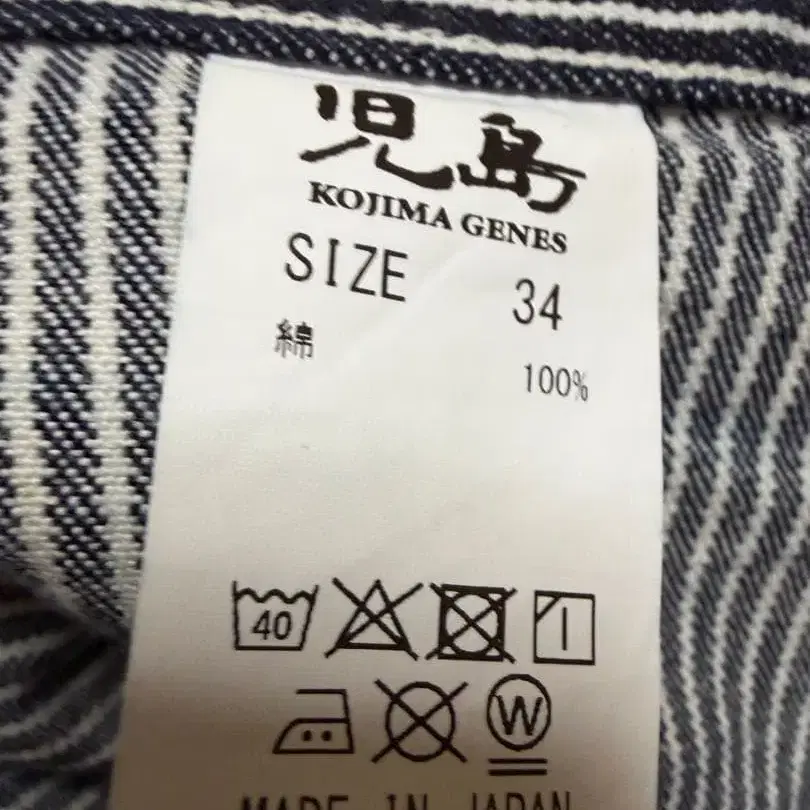 児島
KOJIMA GENES
SIZE 34
綿 100%
40
W
MADE IN JAPAN